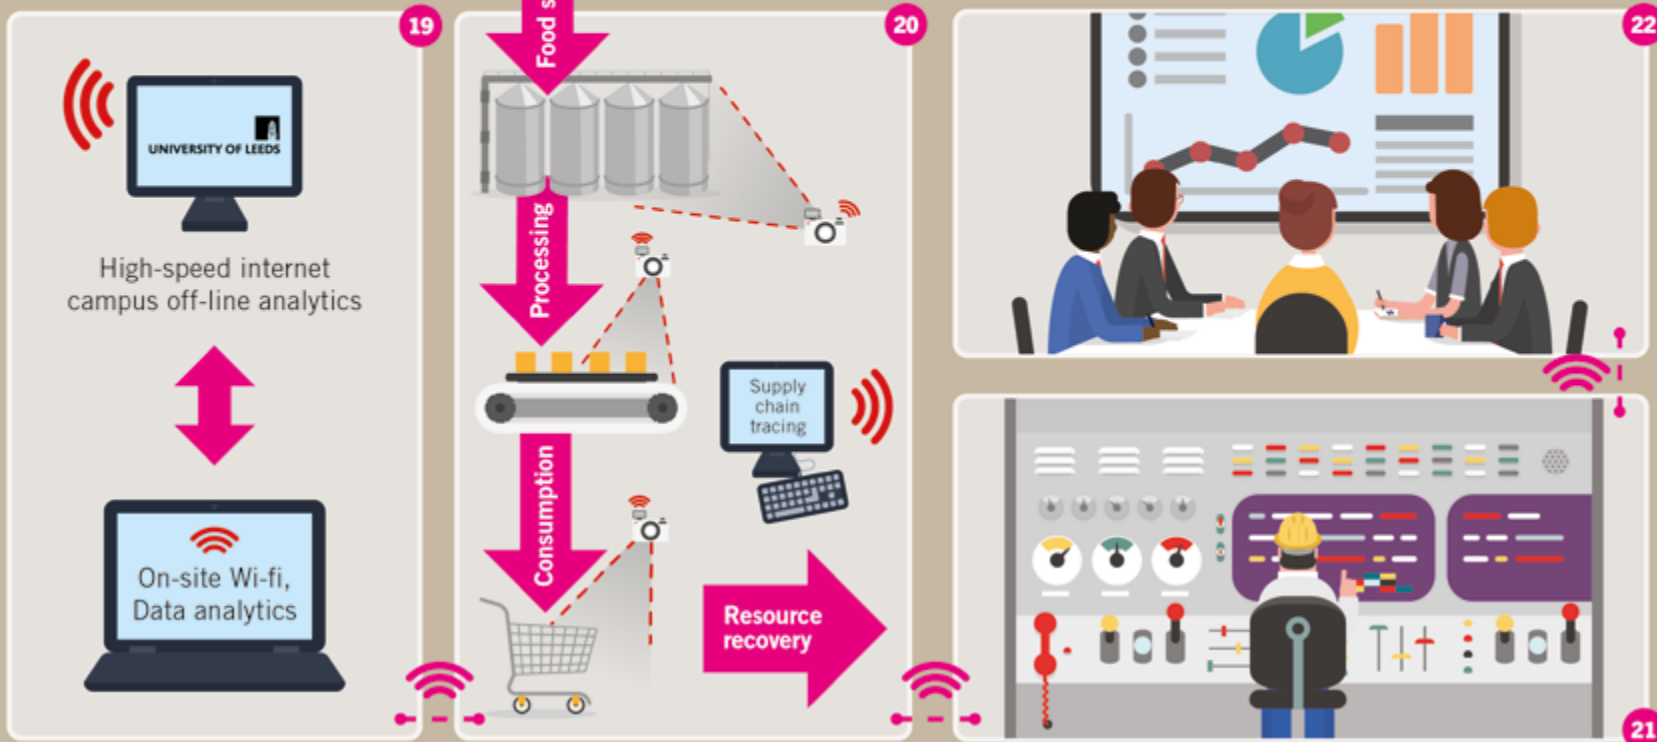 19
UNIVERSITY OF LEEDS
High-speed internet
campus off-line analytics
On-site Wi-fi,
Data analytics
20
Food
Processing
Consumption
Supply
chain
tracing
Resource
recovery
22
21